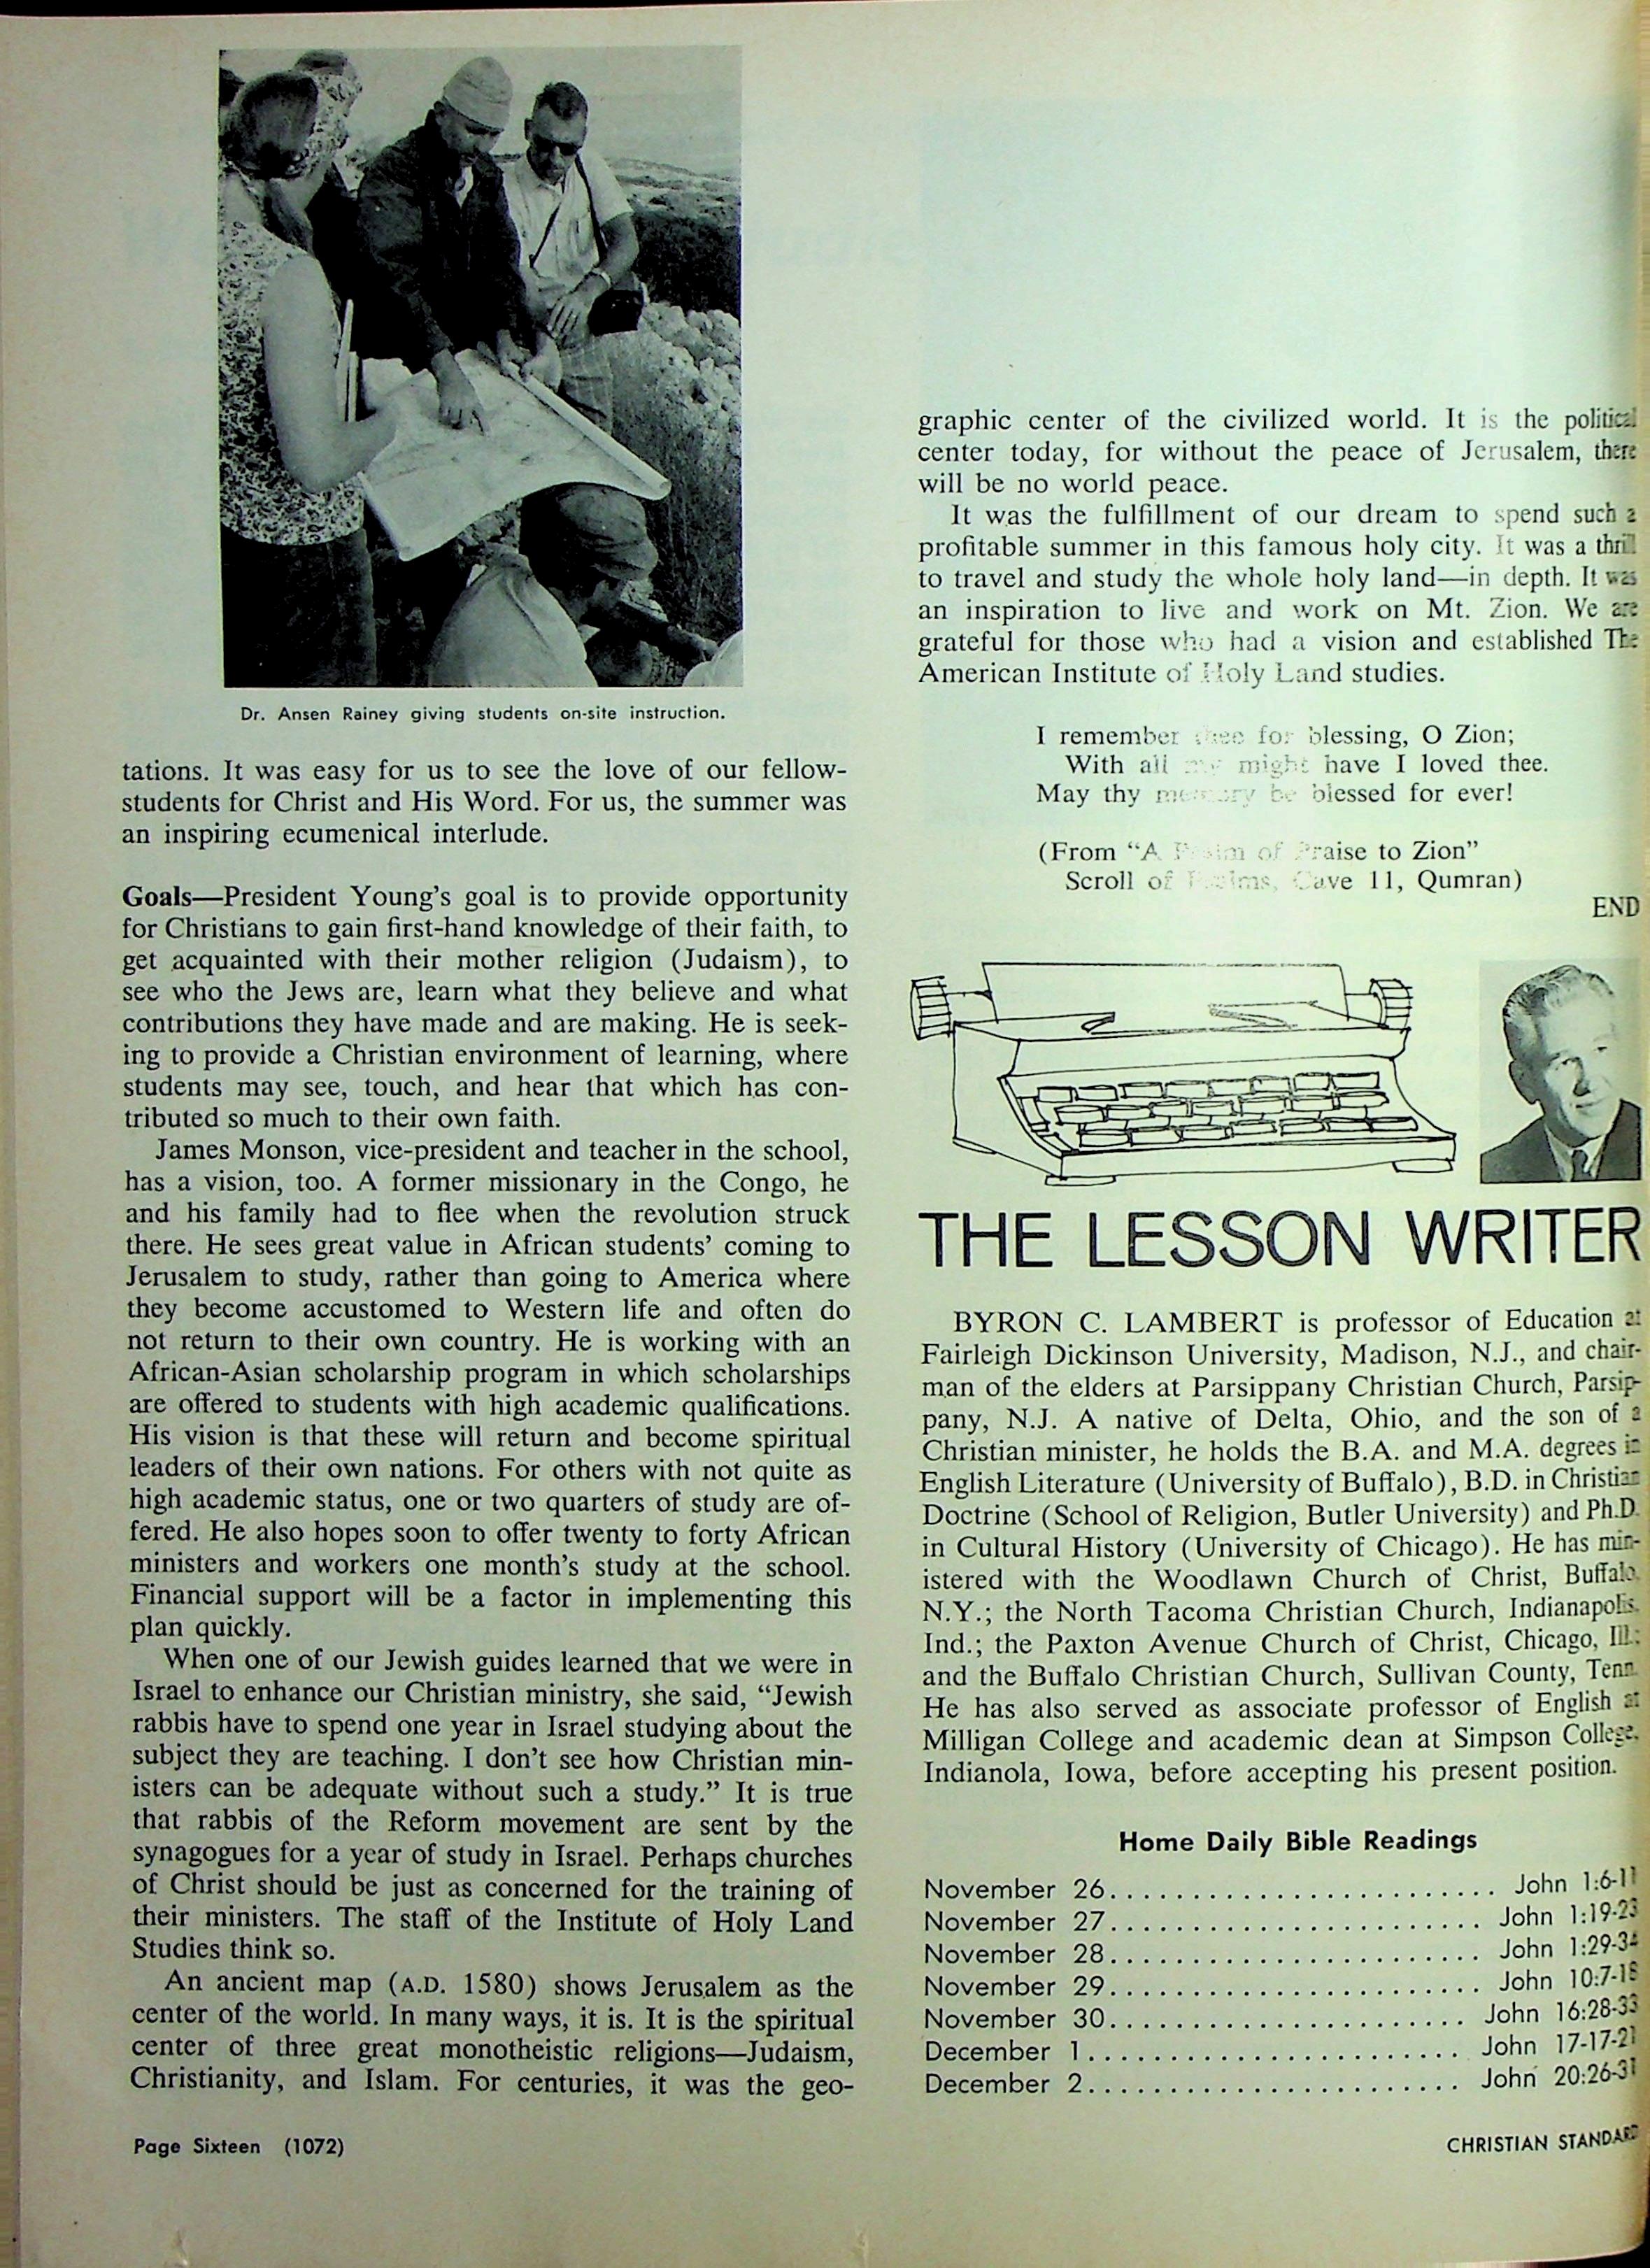 Dr. Ansen Rainey giving students on-site instruction.
tations. It was easy for us to see the love of our fellow-
students for Christ and His Word. For us, the summer was
an inspiring ecumenical interlude.
Goals—President Young's goal is to provide opportunity
for Christians to gain first-hand knowledge of their faith, to
get acquainted with their mother religion (Judaism), to
see who the Jews are, learn what they believe and what
contributions they have made and are making. He is seek-
ing to provide a Christian environment of learning, where
students may see, touch, and hear that which has con-
tributed so much to their own faith.
James Monson, vice-president and teacher in the school,
has a vision, too. A former missionary in the Congo, he
and his family had to flee when the revolution struck
there. He sees great value in African students' coming to
Jerusalem to study, rather than going to America where
they become accustomed to Western life and often do
not return to their own country. He is working with an
African-Asian scholarship program in which scholarships
are offered to students with high academic qualifications.
His vision is that these will return and become spiritual
leaders of their own nations. For others with not quite as
high academic status, one or two quarters of study are of-
fered. He also hopes soon to offer twenty to forty African
ministers and workers one month's study at the school.
Financial support will be a factor in implementing this
plan quickly.
When one of our Jewish guides learned that we were in
Israel to enhance our Christian ministry, she said, "Jewish
rabbis have to spend one year in Israel studying about the
subject they are teaching. I don't see how Christian min-
isters can be adequate without such a study." It is true
that rabbis of the Reform movement are sent by the
synagogues for a year of study in Israel. Perhaps churches
of Christ should be just as concerned for the training of
their ministers. The staff of the Institute of Holy Land
Studies think so.
An ancient map (A.D. 1580) shows Jerusalem as the
center of the world. In many ways, it is. It is the spiritual
center of three great monotheistic religions—Judaism,
Christianity, and Islam. For centuries, it was the geo-
graphic center of the civilized world. It is the political
center today, for without the peace of Jerusalem, there
will be no world peace.
It was the fulfillment of our dream to spend such a
profitable summer in this famous holy city. It was a thrill
to travel and study the whole holy land—in depth. It was
an inspiration to live and work on Mt. Zion. We are
grateful for those who had a vision and established The
American Institute of Holy Land studies.
I remember thee for blessing, O Zion;
With all my might have I loved thee.
May thy memory be blessed for ever!
(From "A Psalm of Praise to Zion"
Scroll of Psalms, Cave 11, Qumran)
END
THE LESSON WRITER
BYRON C. LAMBERT is professor of Education at
Fairleigh Dickinson University, Madison, N.J., and chair-
man of the elders at Parsippany Christian Church, Parsip-
pany, N.J. A native of Delta, Ohio, and the son of a
Christian minister, he holds the B.A. and M.A. degrees in
English Literature (University of Buffalo), B.D. in Christian
Doctrine (School of Religion, Butler University) and Ph.D.
in Cultural History (University of Chicago). He has min-
istered with the Woodlawn Church of Christ, Buffalo,
N.Y.; the North Tacoma Christian Church, Indianapolis,
Ind.; the Paxton Avenue Church of Christ, Chicago, Ill.;
and the Buffalo Christian Church, Sullivan County, Tenn.
He has also served as associate professor of English at
Milligan College and academic dean at Simpson College,
Indianola, Iowa, before accepting his present position.
Home Daily Bible Readings
November 26........................ John 1:6-11
November 27....................... John 1:19-23
November 28....................... John 1:29-34
November 29....................... John 10:7-18
November 30...................... John 16:28-33
December 1....................... John 17-17-21
December 2....................... John 20:26-31
Page Sixteen (1072)
CHRISTIAN STANDARD